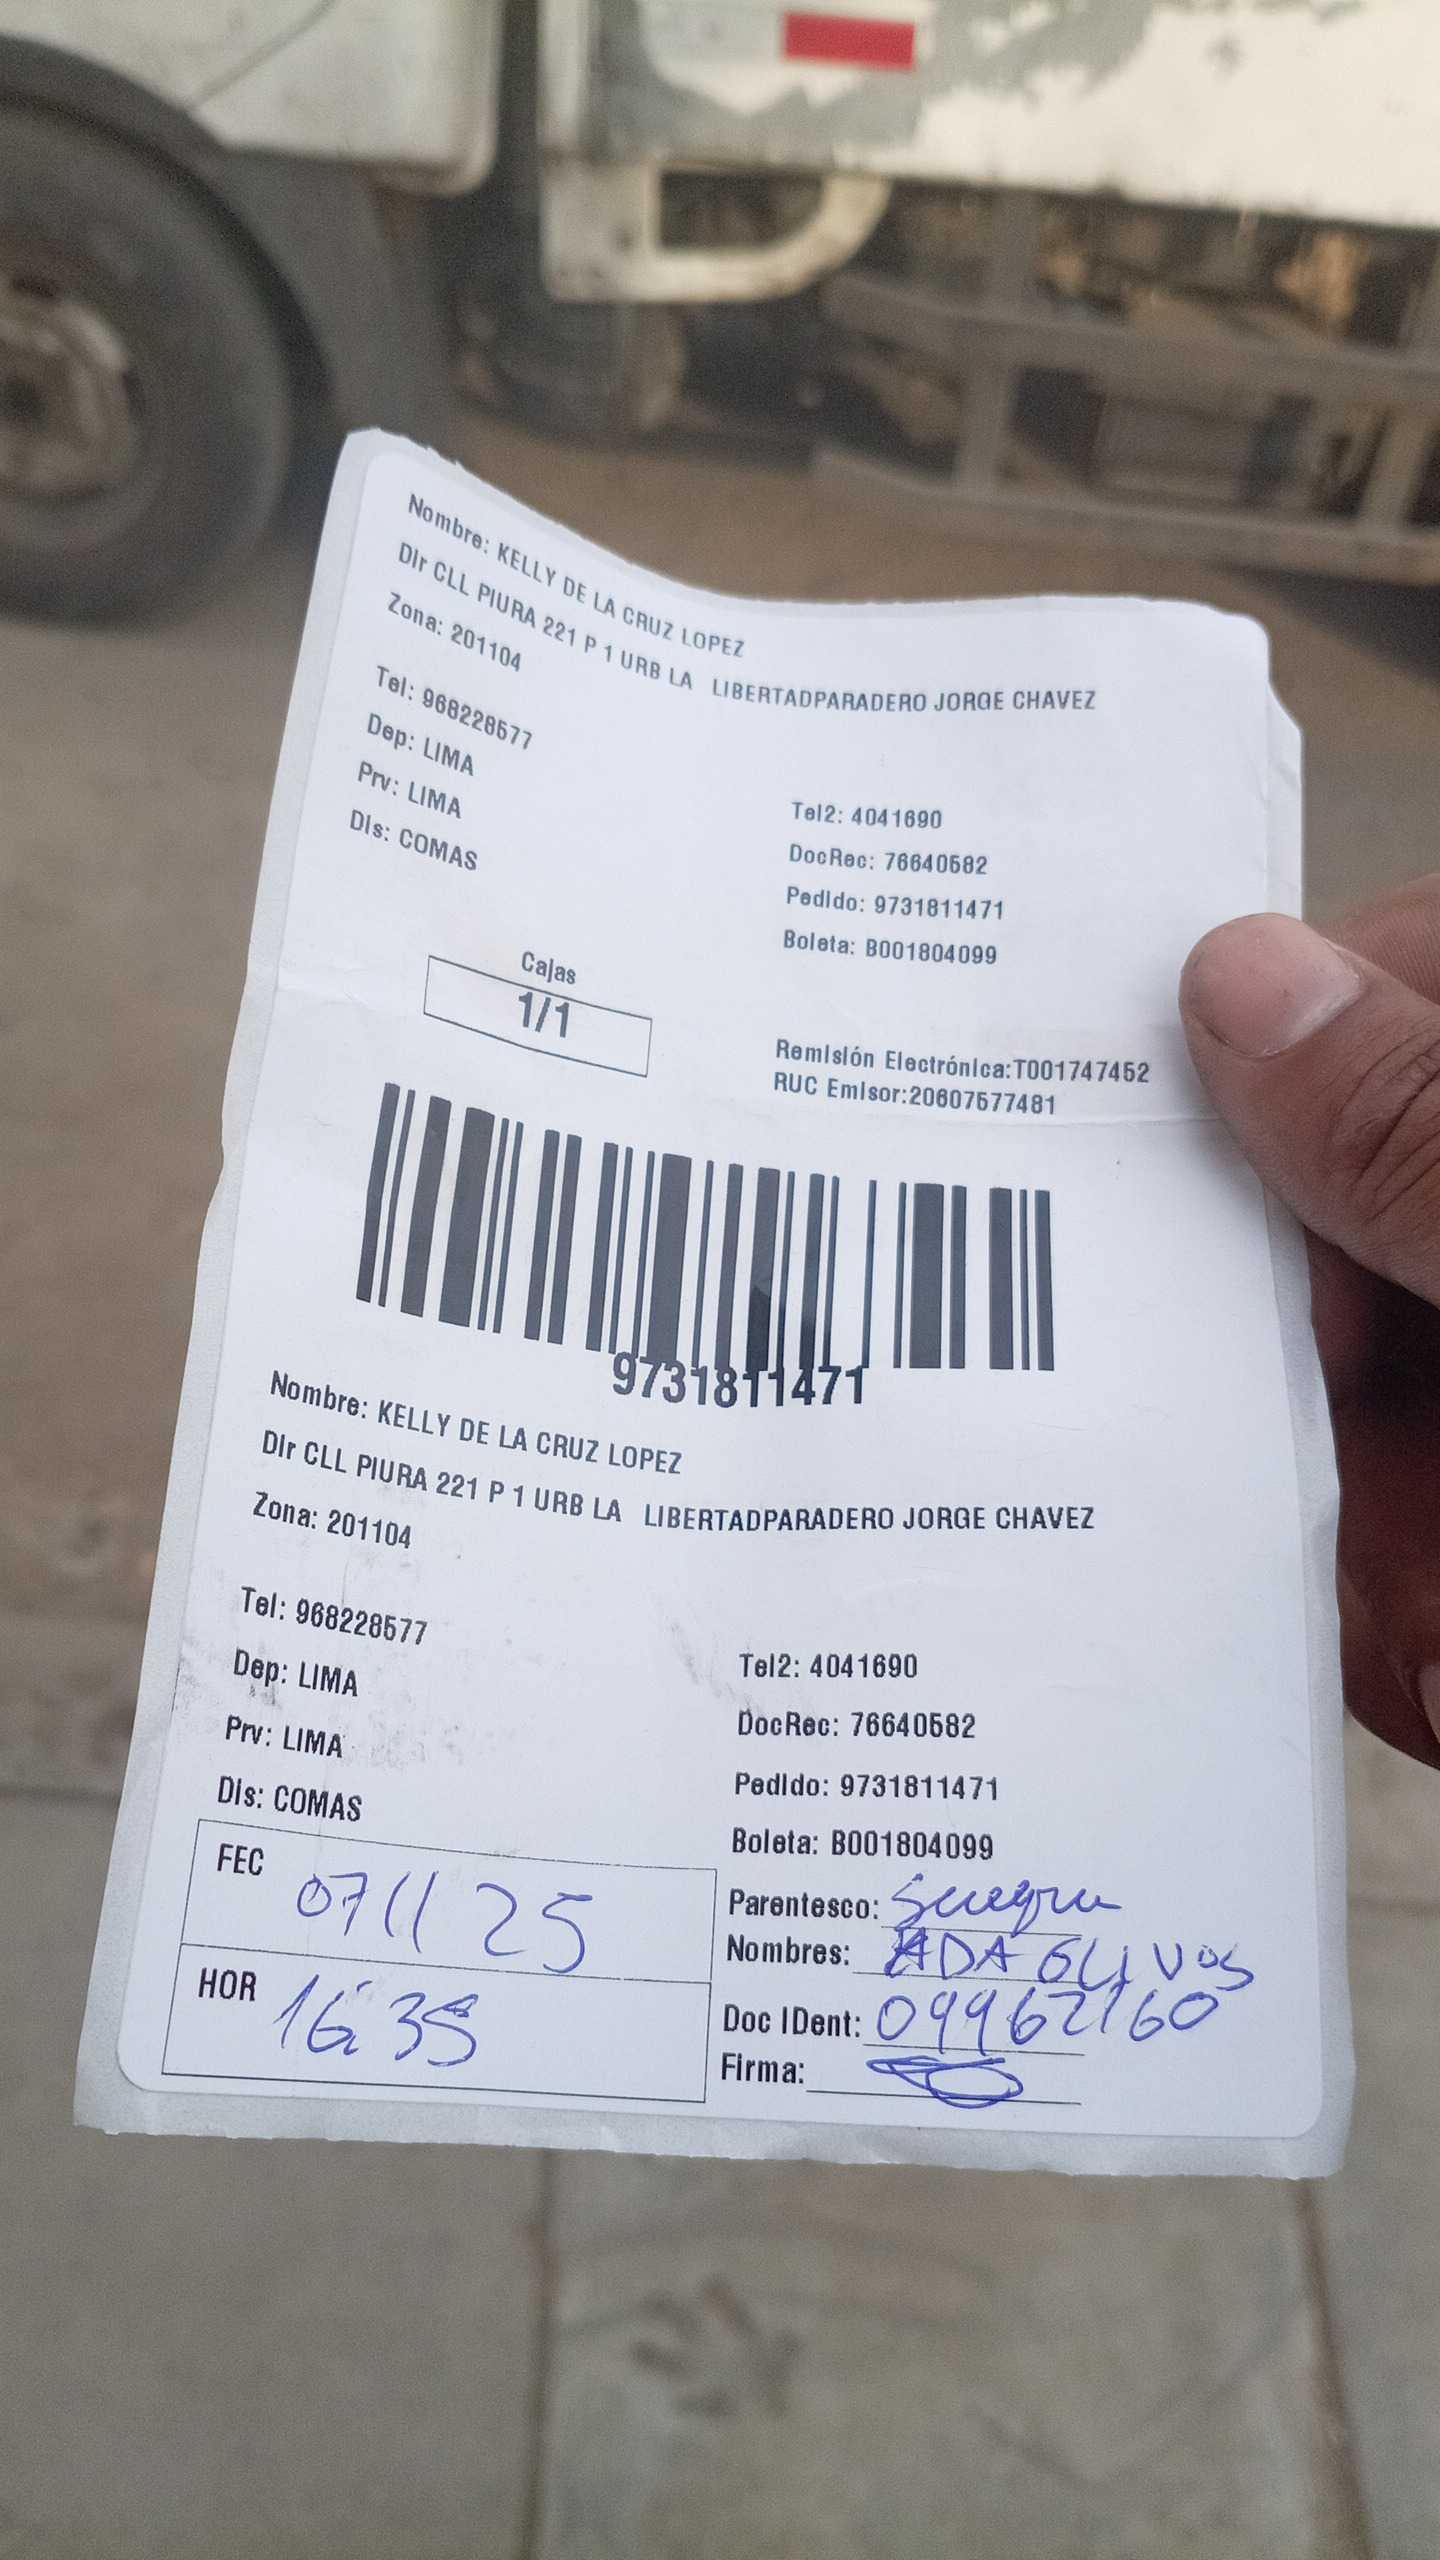 Nombre: KELLY DE LA CRUZ LOPEZ
Dir CLL PIURA 221 P 1 URB LA LIBERTADPARADERO JORGE CHAVEZ
Zona: 201104
Tel: 968228577
Dep: LIMA
Prv: LIMA
Dis: COMAS
Tel2: 4041690
DocRec: 76640582
Pedido: 9731811471
Boleta: B001804099
Cajas
1/1
Remisión Electrónica:T001747452
RUC Emisor:20607577481
9731811471
Nombre: KELLY DE LA CRUZ LOPEZ
Dir CLL PIURA 221 P 1 URB LA LIBERTADPARADERO JORGE CHAVEZ
Zona: 201104
Tel: 968228577
Dep: LIMA
Prv: LIMA
Dis: COMAS
Tel2: 4041690
DocRec: 76640582
Pedido: 9731811471
Boleta: B001804099
FEC 07 11 25
HOR 16:35
Parentesco: Suegra
Nombres: ADA OLIVOS
Doc IDent: 09962160
Firma: